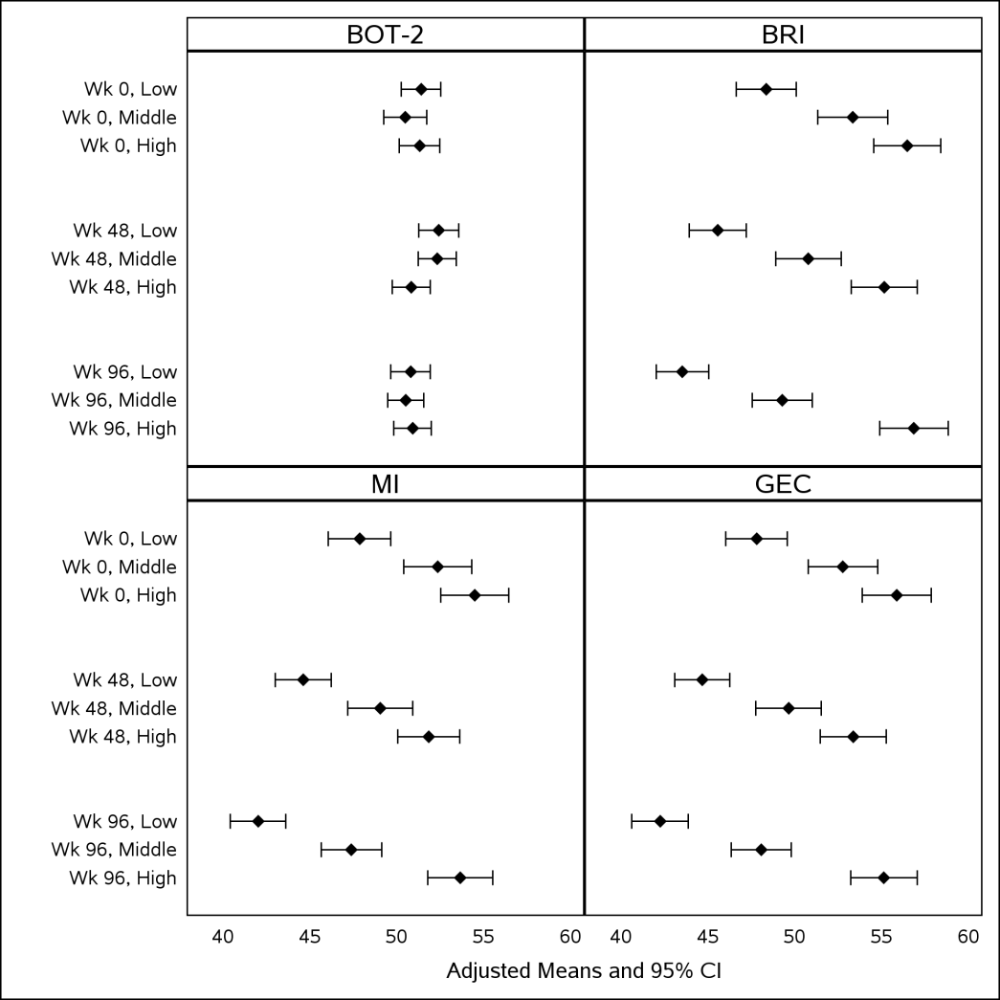 BOT-2 BRI
Wk 0, Low
Wk 0, Middle
Wk 0, High
Wk 48, Low
Wk 48, Middle
Wk 48, High
Wk 96, Low
Wk 96, Middle
Wk 96, High
MI GEC
Wk 0, Low
Wk 0, Middle
Wk 0, High
Wk 48, Low
Wk 48, Middle
Wk 48, High
Wk 96, Low
Wk 96, Middle
Wk 96, High
40 45 50 55 60 40 45 50 55 60
Adjusted Means and 95% CI